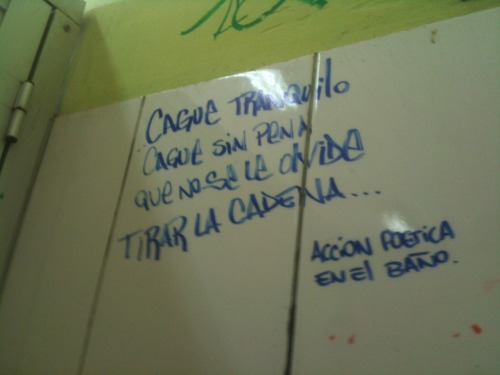 CAGUE TRANQUILO
CAGUE SIN PENA
QUE NO SE LE OLVIDE
TIRAR LA CADENA...
ACCION POETICA
EN EL BAÑO.